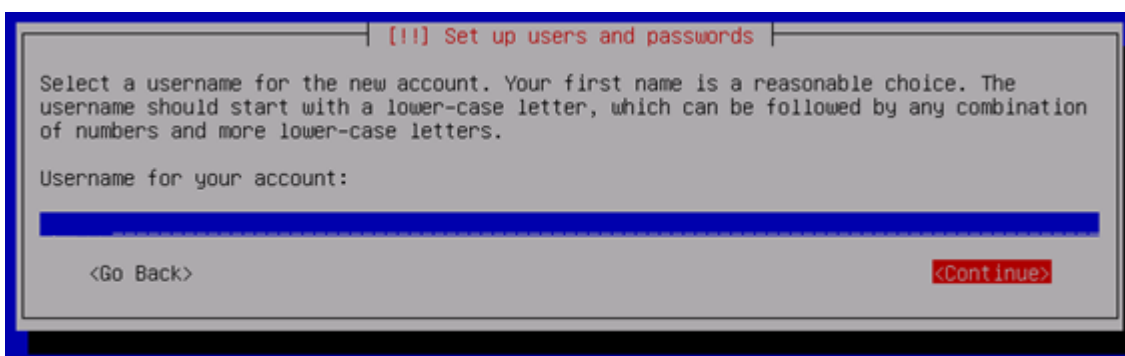 [!!] Set up users and passwords
Select a username for the new account. Your first name is a reasonable choice. The
username should start with a lower-case letter, which can be followed by any combination
of numbers and more lower-case letters.
Username for your account:
<Go Back> <Continue>